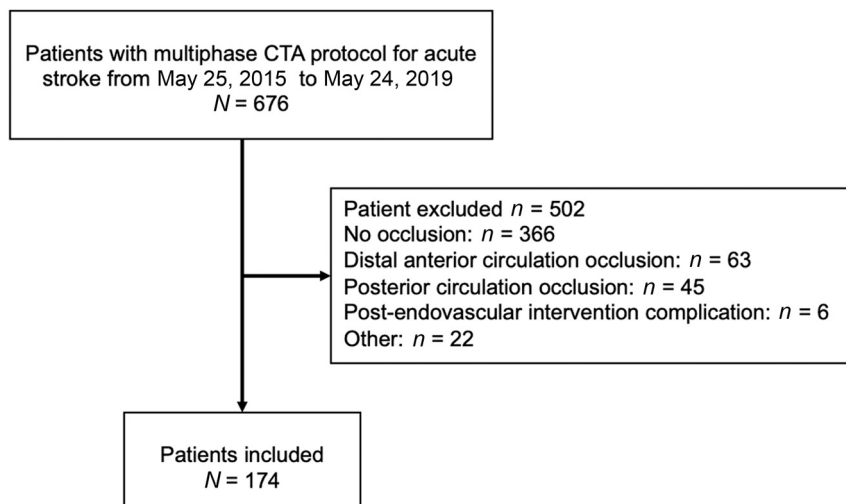 Patients with multiphase CTA protocol for acute
stroke from May 25, 2015 to May 24, 2019
N = 676
Patient excluded n = 502
No occlusion: n = 366
Distal anterior circulation occlusion: n = 63
Posterior circulation occlusion: n = 45
Post-endovascular intervention complication: n = 6
Other: n = 22
Patients included
N = 174